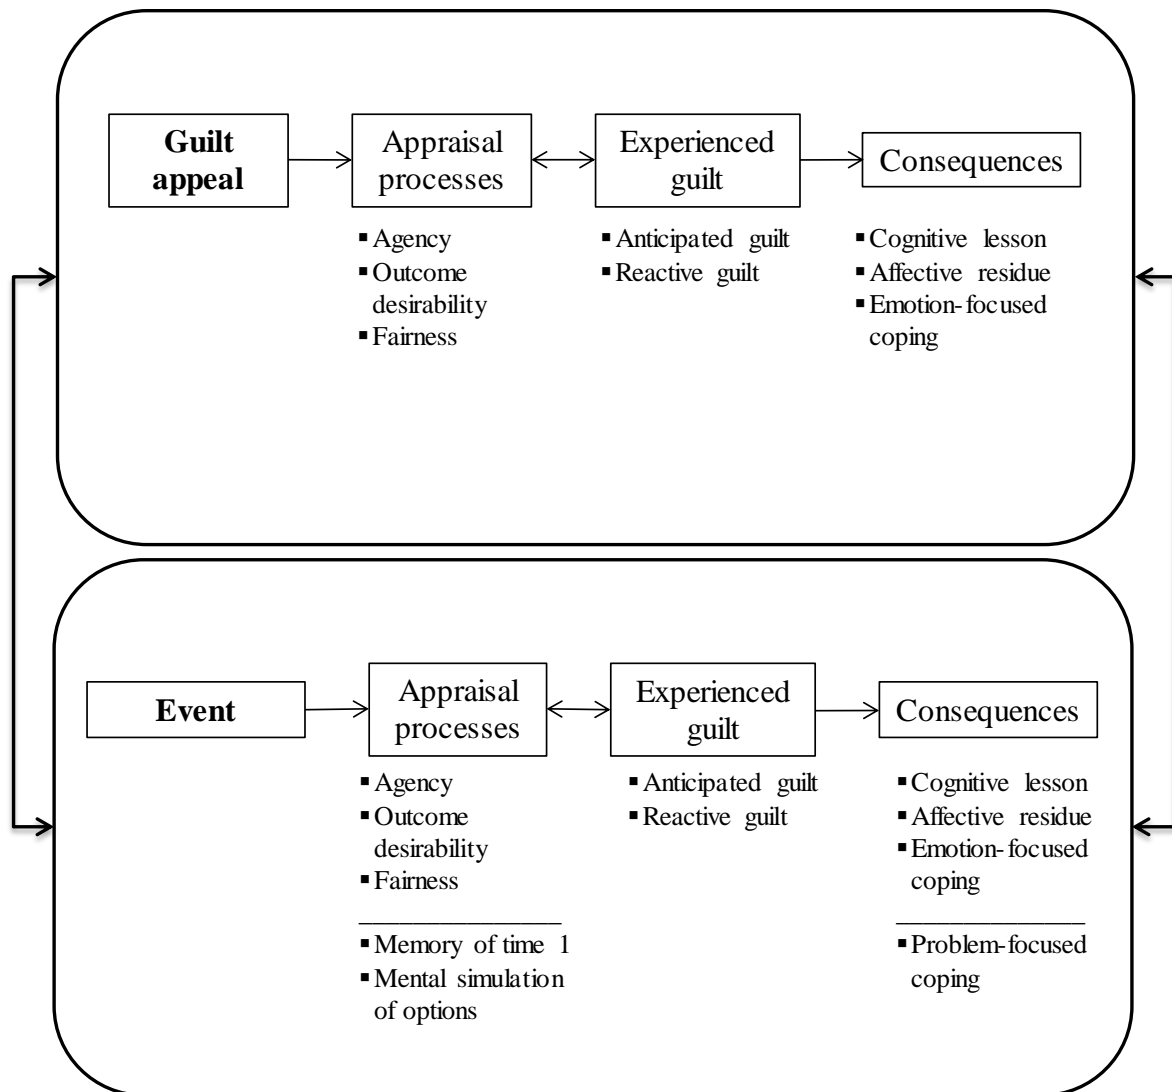 Guilt
appeal
Appraisal
processes
Experienced
guilt
Consequences
▪ Agency
▪ Outcome
desirability
▪ Fairness
▪ Anticipated guilt
▪ Reactive guilt
▪ Cognitive lesson
▪ Affective residue
▪ Emotion-focused
coping
Event
Appraisal
processes
Experienced
guilt
Consequences
▪ Agency
▪ Outcome
desirability
▪ Fairness
▪ Memory of time 1
▪ Mental simulation
of options
▪ Anticipated guilt
▪ Reactive guilt
▪ Cognitive lesson
▪ Affective residue
▪ Emotion-focused
coping
▪ Problem-focused
coping